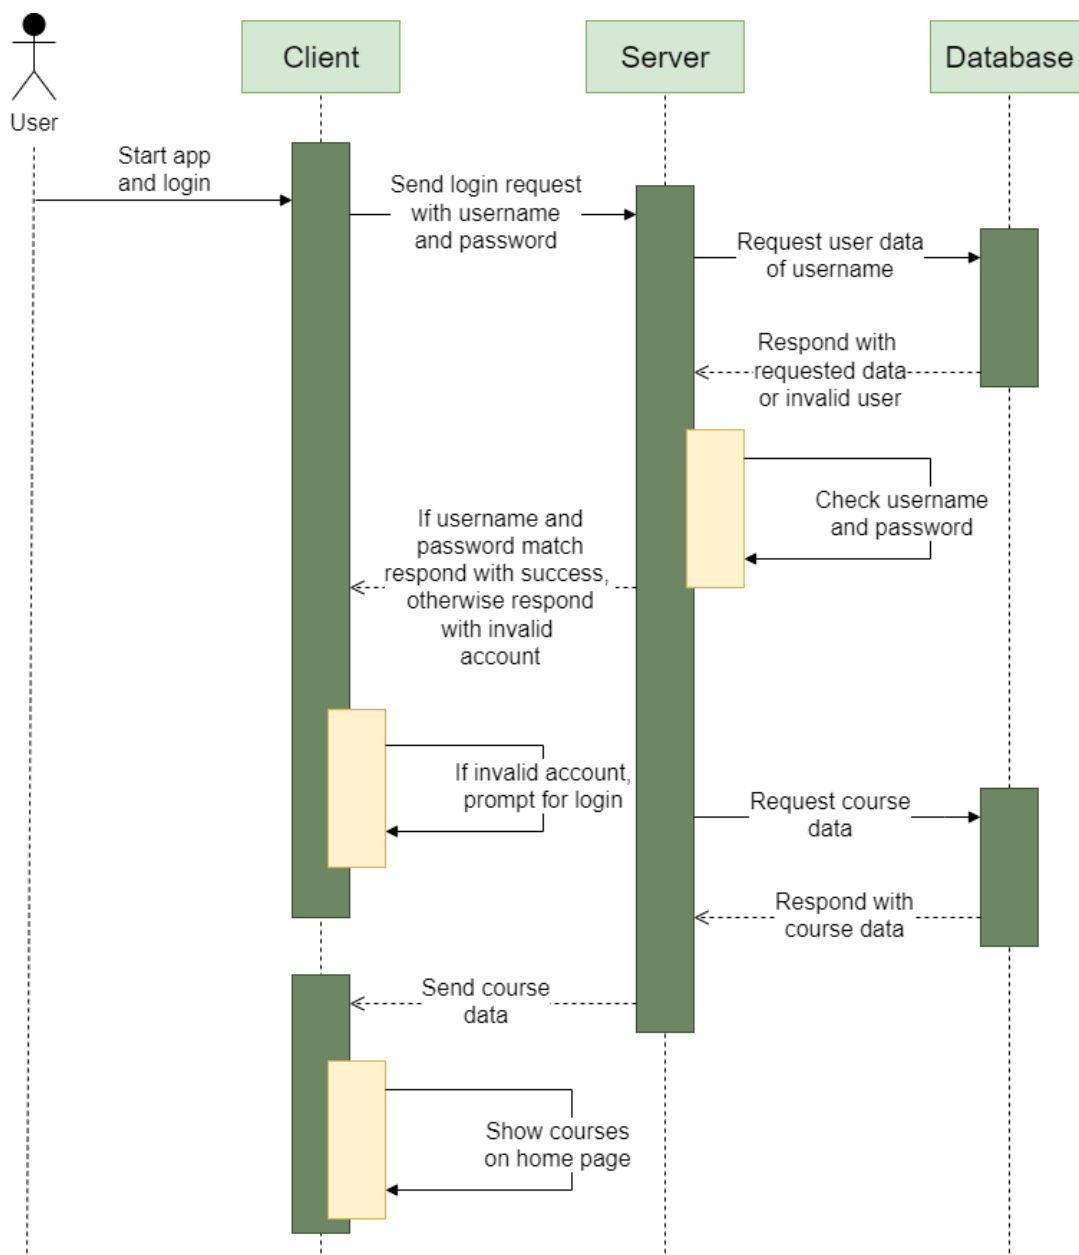 Client
Server
Database
User
Start app
and login
Send login request
with username
and password
Request user data
of username
Respond with
requested data
or invalid user
Check username
and password
If username and
password match
respond with success,
otherwise respond
with invalid
account
If invalid account,
prompt for login
Request course
data
Respond with
course data
Send course
data
Show courses
on home page